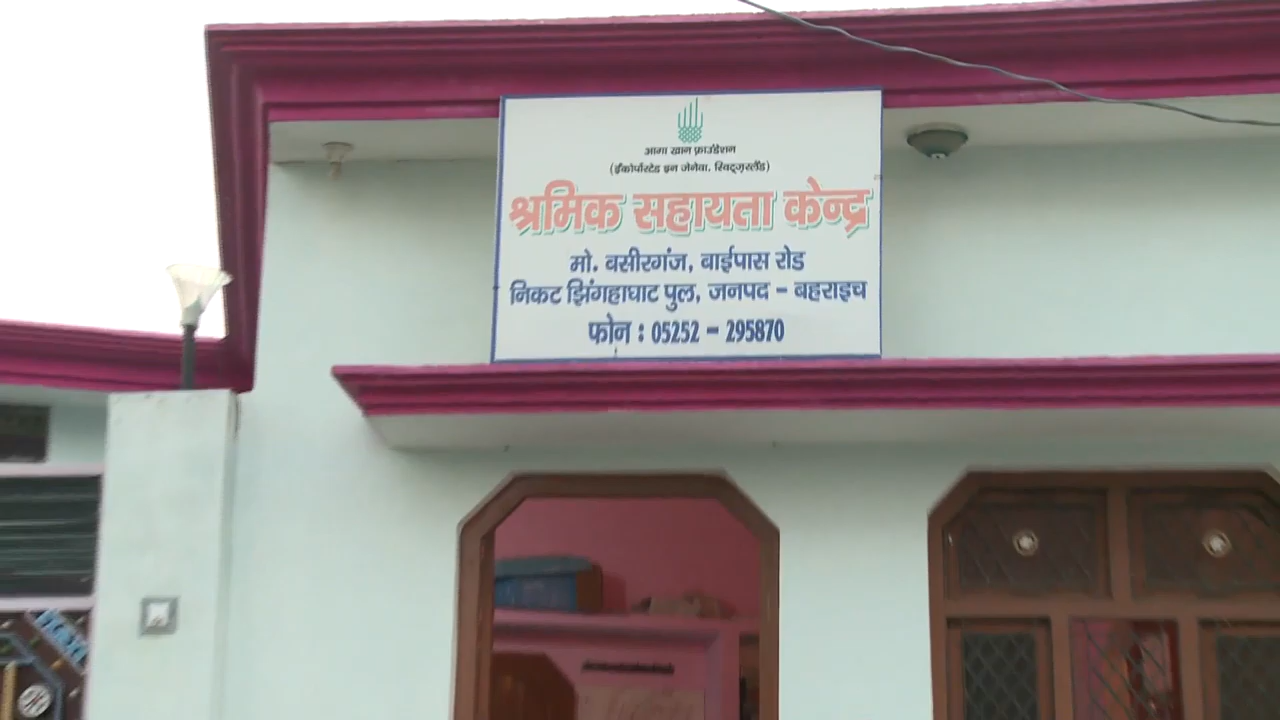 आगा खान फ़ाउंडेशन
(इंकोर्पोरेटेड इन जेनेवा, स्विट्ज़रलैंड)
श्रमिक सहायता केन्द्र
मो. बसीरगंज, बाईपास रोड
निकट झिंगहाघाट पुल, जनपद - बहराइच
फोन : 05252 - 295870